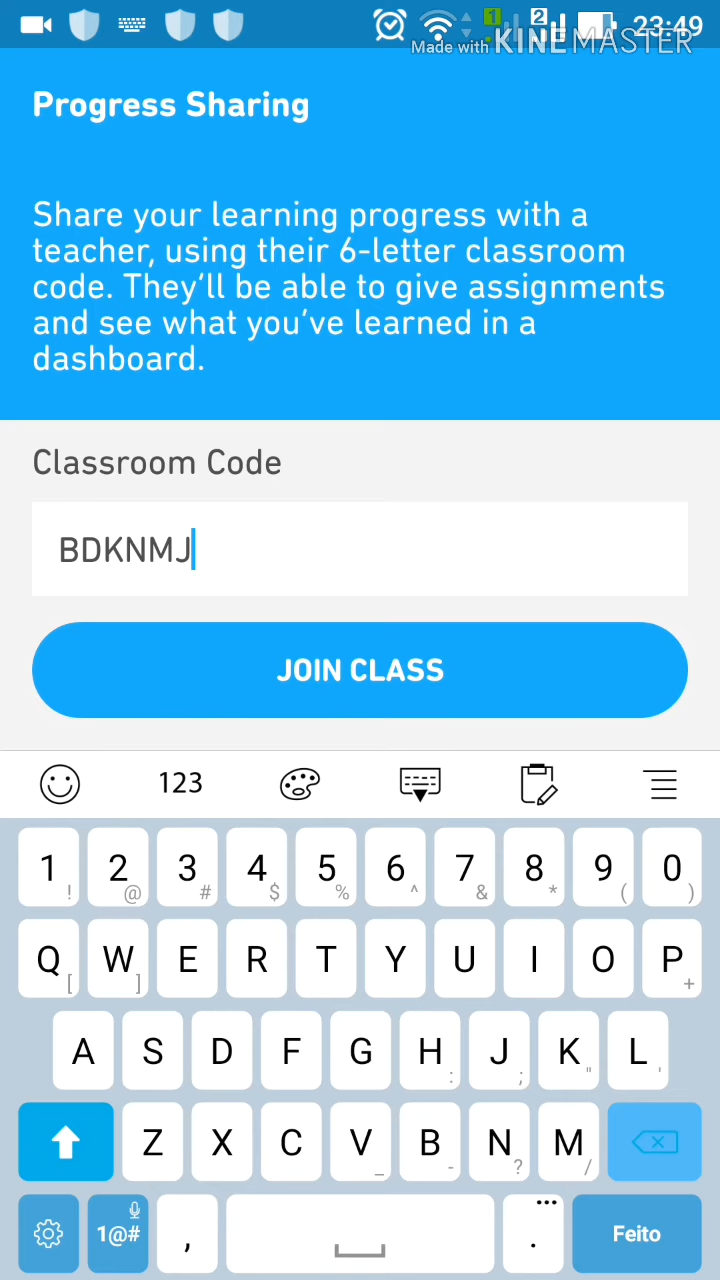 23:49
Made with KINEMASTER
Progress Sharing
Share your learning progress with a
teacher, using their 6-letter classroom
code. They'll be able to give assignments
and see what you've learned in a
dashboard.
Classroom Code
BDKNMJ
JOIN CLASS
123
1 2 3 4 5 6 7 8 9 0
! @ # $ % ^ & * ( )
Q W E R T Y U I O P
[ ] +
A S D F G H J K L
: ; " '
Z X C V B N M
_ - ? /
1@# , . ... Feito